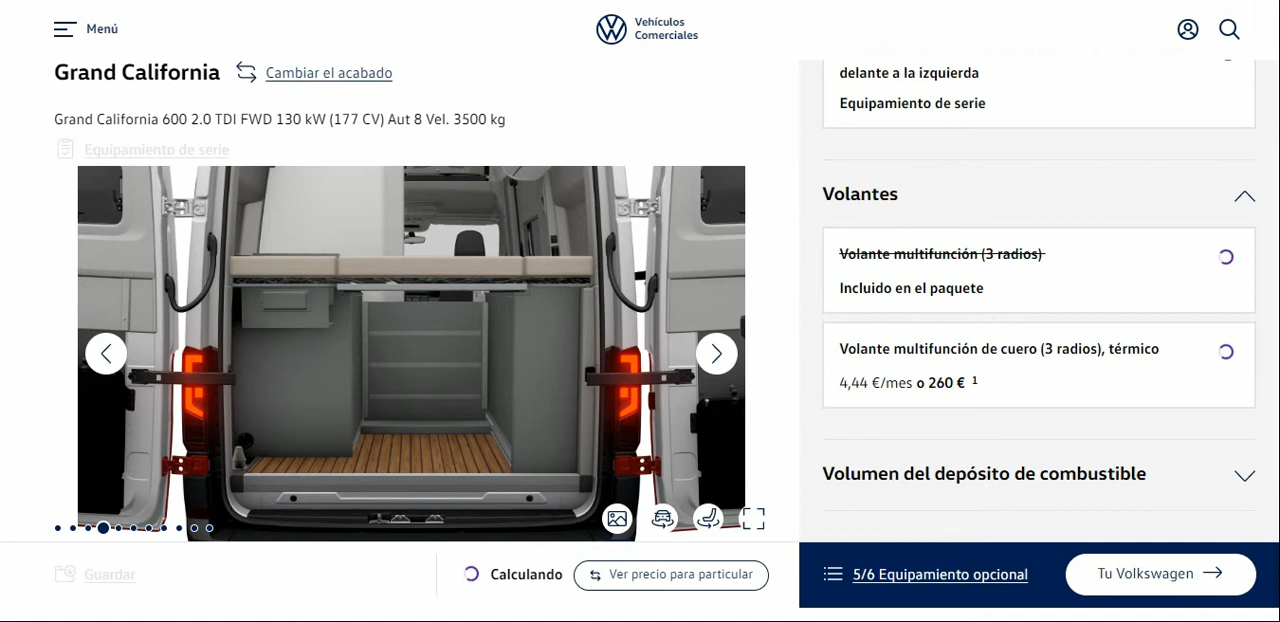 Menú
Vehículos
Comerciales
Grand California
Cambiar el acabado
Grand California 600 2.0 TDI FWD 130 kW (177 CV) Aut 8 Vel. 3500 kg
Equipamiento de serie
delante a la izquierda
Equipamiento de serie
Volantes
Volante multifunción (3 radios)
Incluido en el paquete
Volante multifunción de cuero (3 radios), térmico
4,44 €/mes o 260 € 1
Volumen del depósito de combustible
Guardar
Calculando
Ver precio para particular
5/6 Equipamiento opcional
Tu Volkswagen